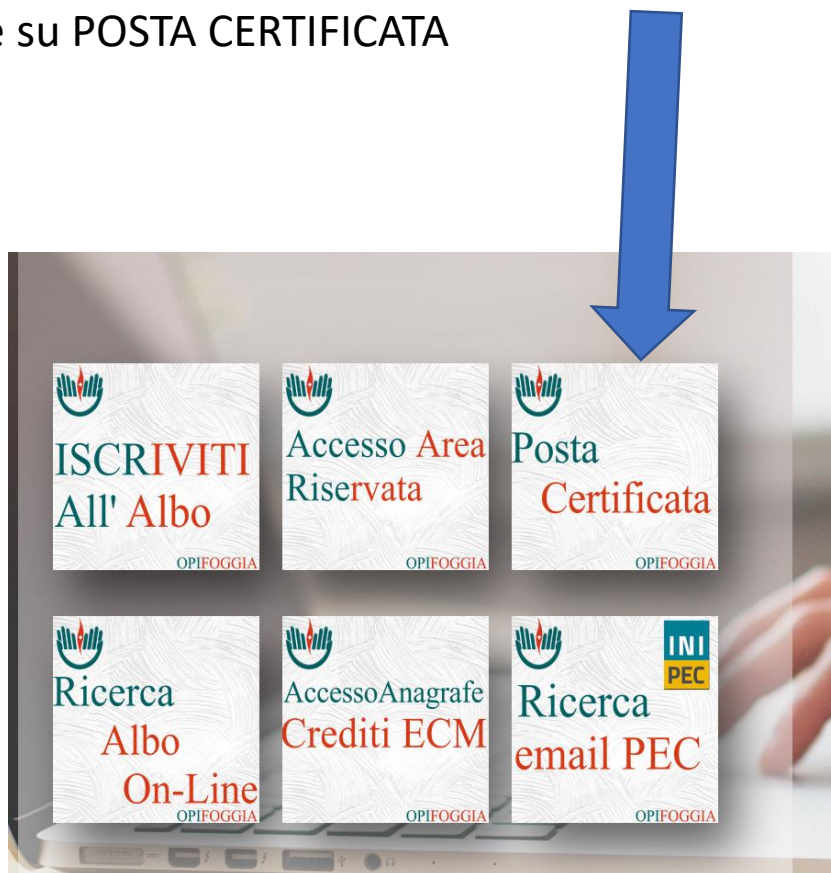 e su POSTA CERTIFICATA
ISCRIVITI
All' Albo
OPIFOGGIA
Accesso Area
Riservata
OPIFOGGIA
Posta
Certificata
OPIFOGGIA
Ricerca
Albo
On-Line
OPIFOGGIA
AccessoAnagrafe
Crediti ECM
OPIFOGGIA
INI
PEC
Ricerca
email PEC
OPIFOGGIA